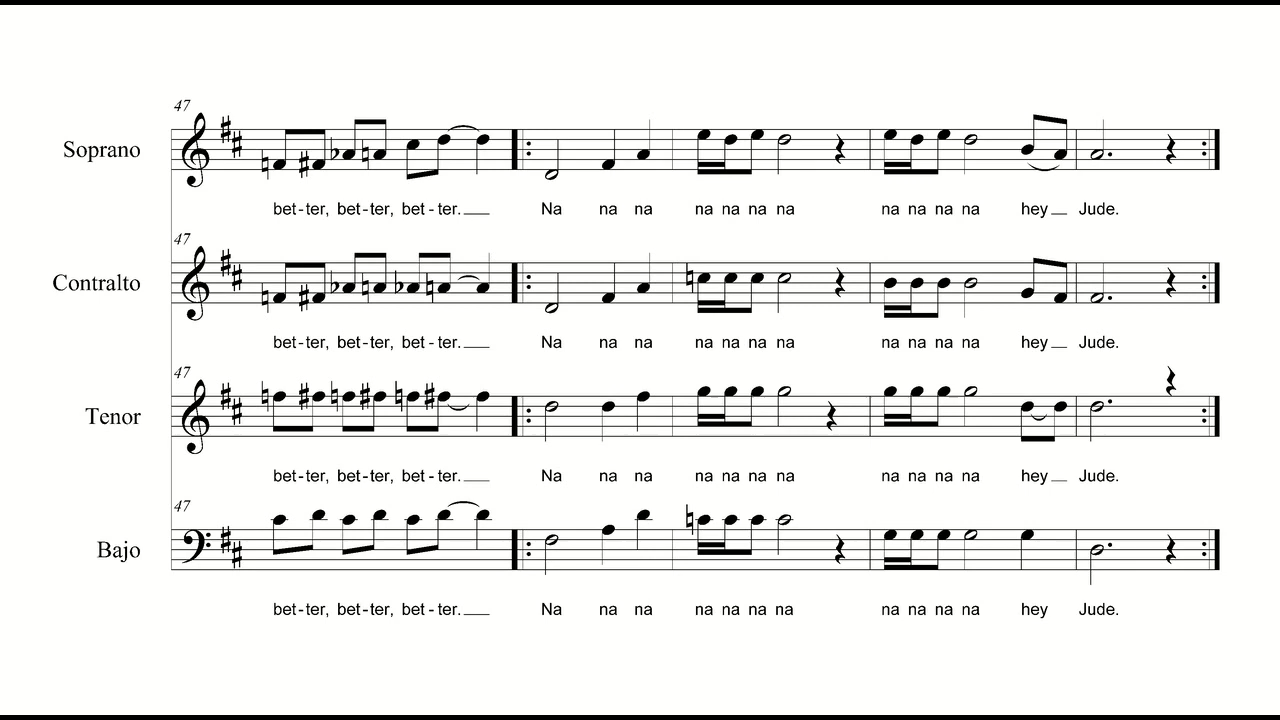 47
Soprano
bet-ter, bet-ter, bet-ter. Na na na na na na na na na na na hey Jude.
47
Contralto
bet-ter, bet-ter, bet-ter. Na na na na na na na na na na na hey Jude.
47
Tenor
bet-ter, bet-ter, bet-ter. Na na na na na na na na na na na hey Jude.
47
Bajo
bet-ter, bet-ter, bet-ter. Na na na na na na na na na na na hey Jude.